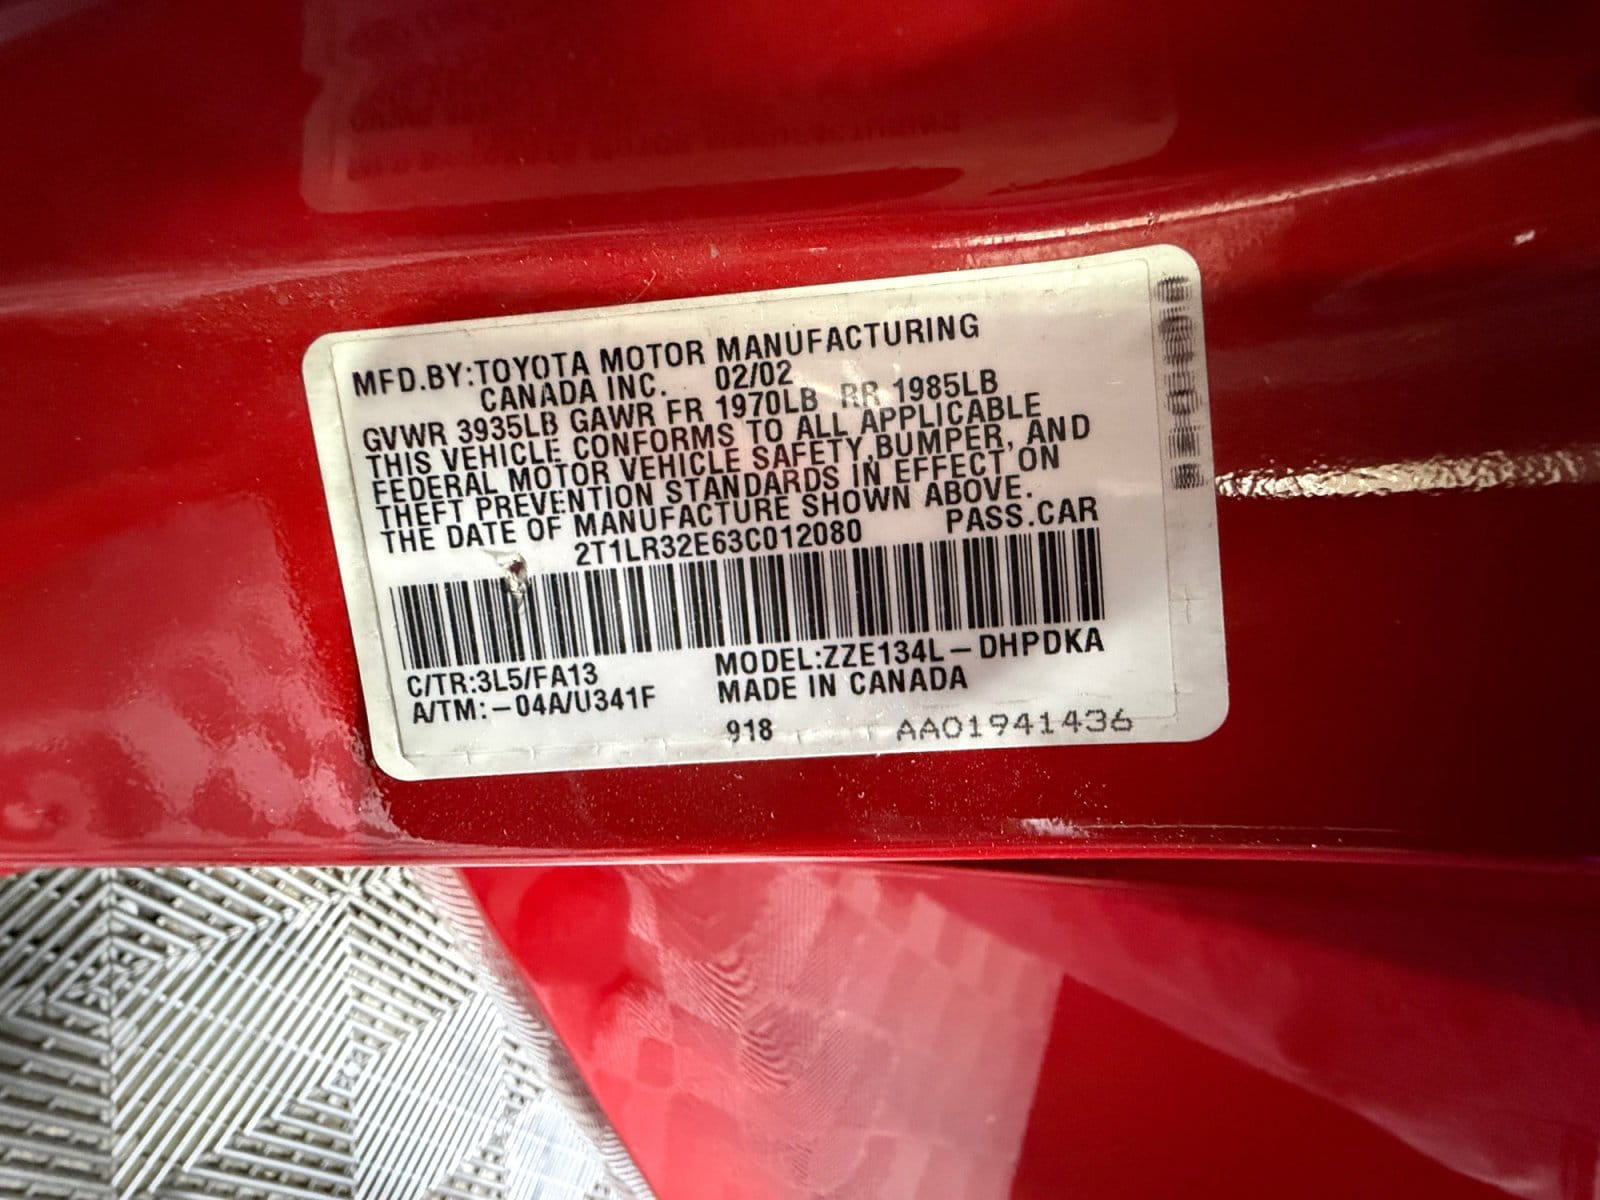 MFD.BY:TOYOTA MOTOR MANUFACTURING
CANADA INC. 02/02
GVWR 3935LB GAWR FR 1970LB RR 1985LB
THIS VEHICLE CONFORMS TO ALL APPLICABLE
FEDERAL MOTOR VEHICLE SAFETY,BUMPER, AND
THEFT PREVENTION STANDARDS IN EFFECT ON
THE DATE OF MANUFACTURE SHOWN ABOVE.
2T1LR32E63C012080 PASS.CAR
C/TR:3L5/FA13 MODEL:ZZE134L-DHPDKA
A/TM:-04A/U341F MADE IN CANADA
918 AA01941436